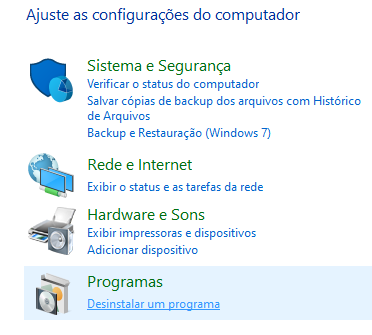 Ajuste as configurações do computador
Sistema e Segurança
Verificar o status do computador
Salvar cópias de backup dos arquivos com Histórico
de Arquivos
Backup e Restauração (Windows 7)
Rede e Internet
Exibir o status e as tarefas da rede
Hardware e Sons
Exibir impressoras e dispositivos
Adicionar dispositivo
Programas
Desinstalar um programa